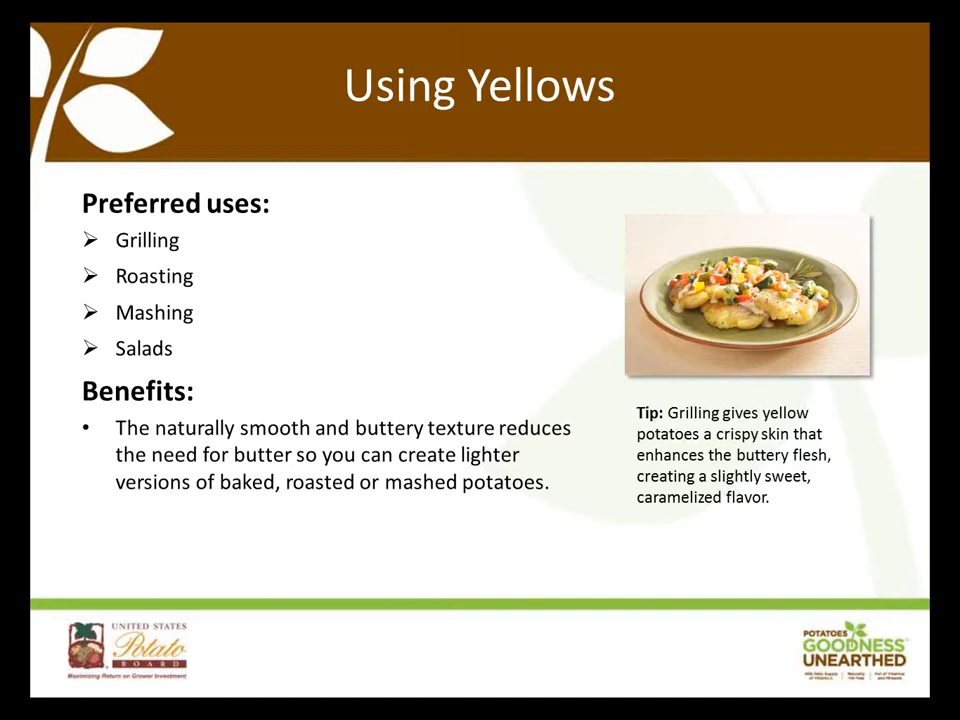 Using Yellows
Preferred uses:
➢ Grilling
➢ Roasting
➢ Mashing
➢ Salads
Benefits:
• The naturally smooth and buttery texture reduces
the need for butter so you can create lighter
versions of baked, roasted or mashed potatoes.
Tip: Grilling gives yellow
potatoes a crispy skin that
enhances the buttery flesh,
creating a slightly sweet,
caramelized flavor.
UNITED STATES
Potato
BOARD
Maximizing Return on Grower Investment
POTATOES
GOODNESS
UNEARTHED